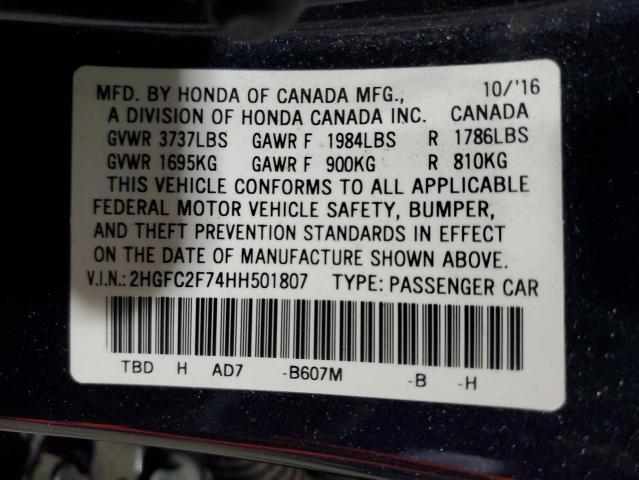 MFD. BY HONDA OF CANADA MFG., 10/'16
A DIVISION OF HONDA CANADA INC. CANADA
GVWR 3737LBS GAWR F 1984LBS R 1786LBS
GVWR 1695KG GAWR F 900KG R 810KG
THIS VEHICLE CONFORMS TO ALL APPLICABLE
FEDERAL MOTOR VEHICLE SAFETY, BUMPER,
AND THEFT PREVENTION STANDARDS IN EFFECT
ON THE DATE OF MANUFACTURE SHOWN ABOVE.
V.I.N.: 2HGFC2F74HH501807 TYPE: PASSENGER CAR
TBD H AD7 -B607M -B -H